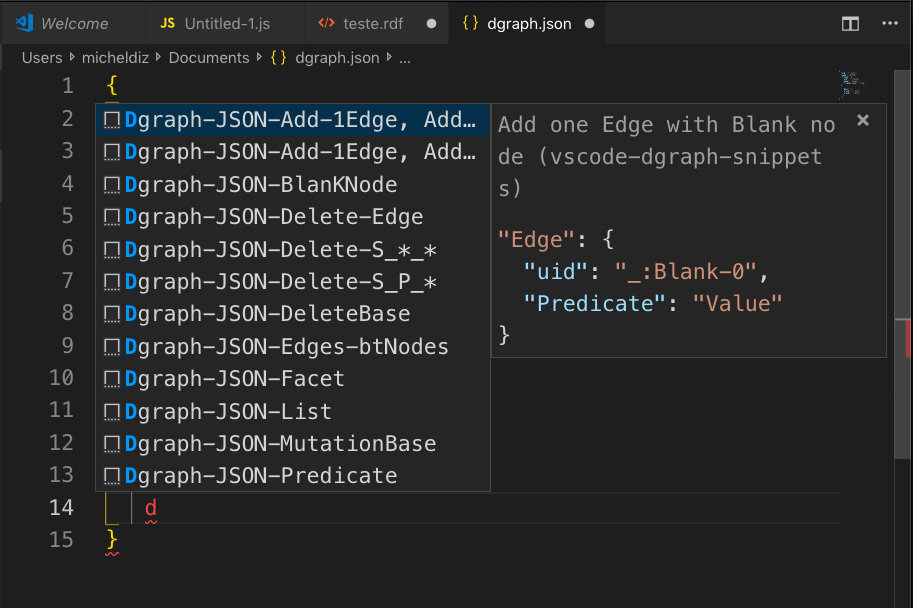 Welcome
JS Untitled-1.js
teste.rdf
{ } dgraph.json
Users micheldiz Documents { } dgraph.json ...
1 {
2 Dgraph-JSON-Add-1Edge, Add…
3 Dgraph-JSON-Add-1Edge, Add…
4 Dgraph-JSON-BlanKNode
5 Dgraph-JSON-Delete-Edge
6 Dgraph-JSON-Delete-S_*_*
7 Dgraph-JSON-Delete-S_P_*
8 Dgraph-JSON-DeleteBase
9 Dgraph-JSON-Edges-btNodes
10 Dgraph-JSON-Facet
11 Dgraph-JSON-List
12 Dgraph-JSON-MutationBase
13 Dgraph-JSON-Predicate
14 d
15 }
Add one Edge with Blank no
de (vscode-dgraph-snippet
s)
"Edge": {
"uid": "_:Blank-0",
"Predicate": "Value"
}